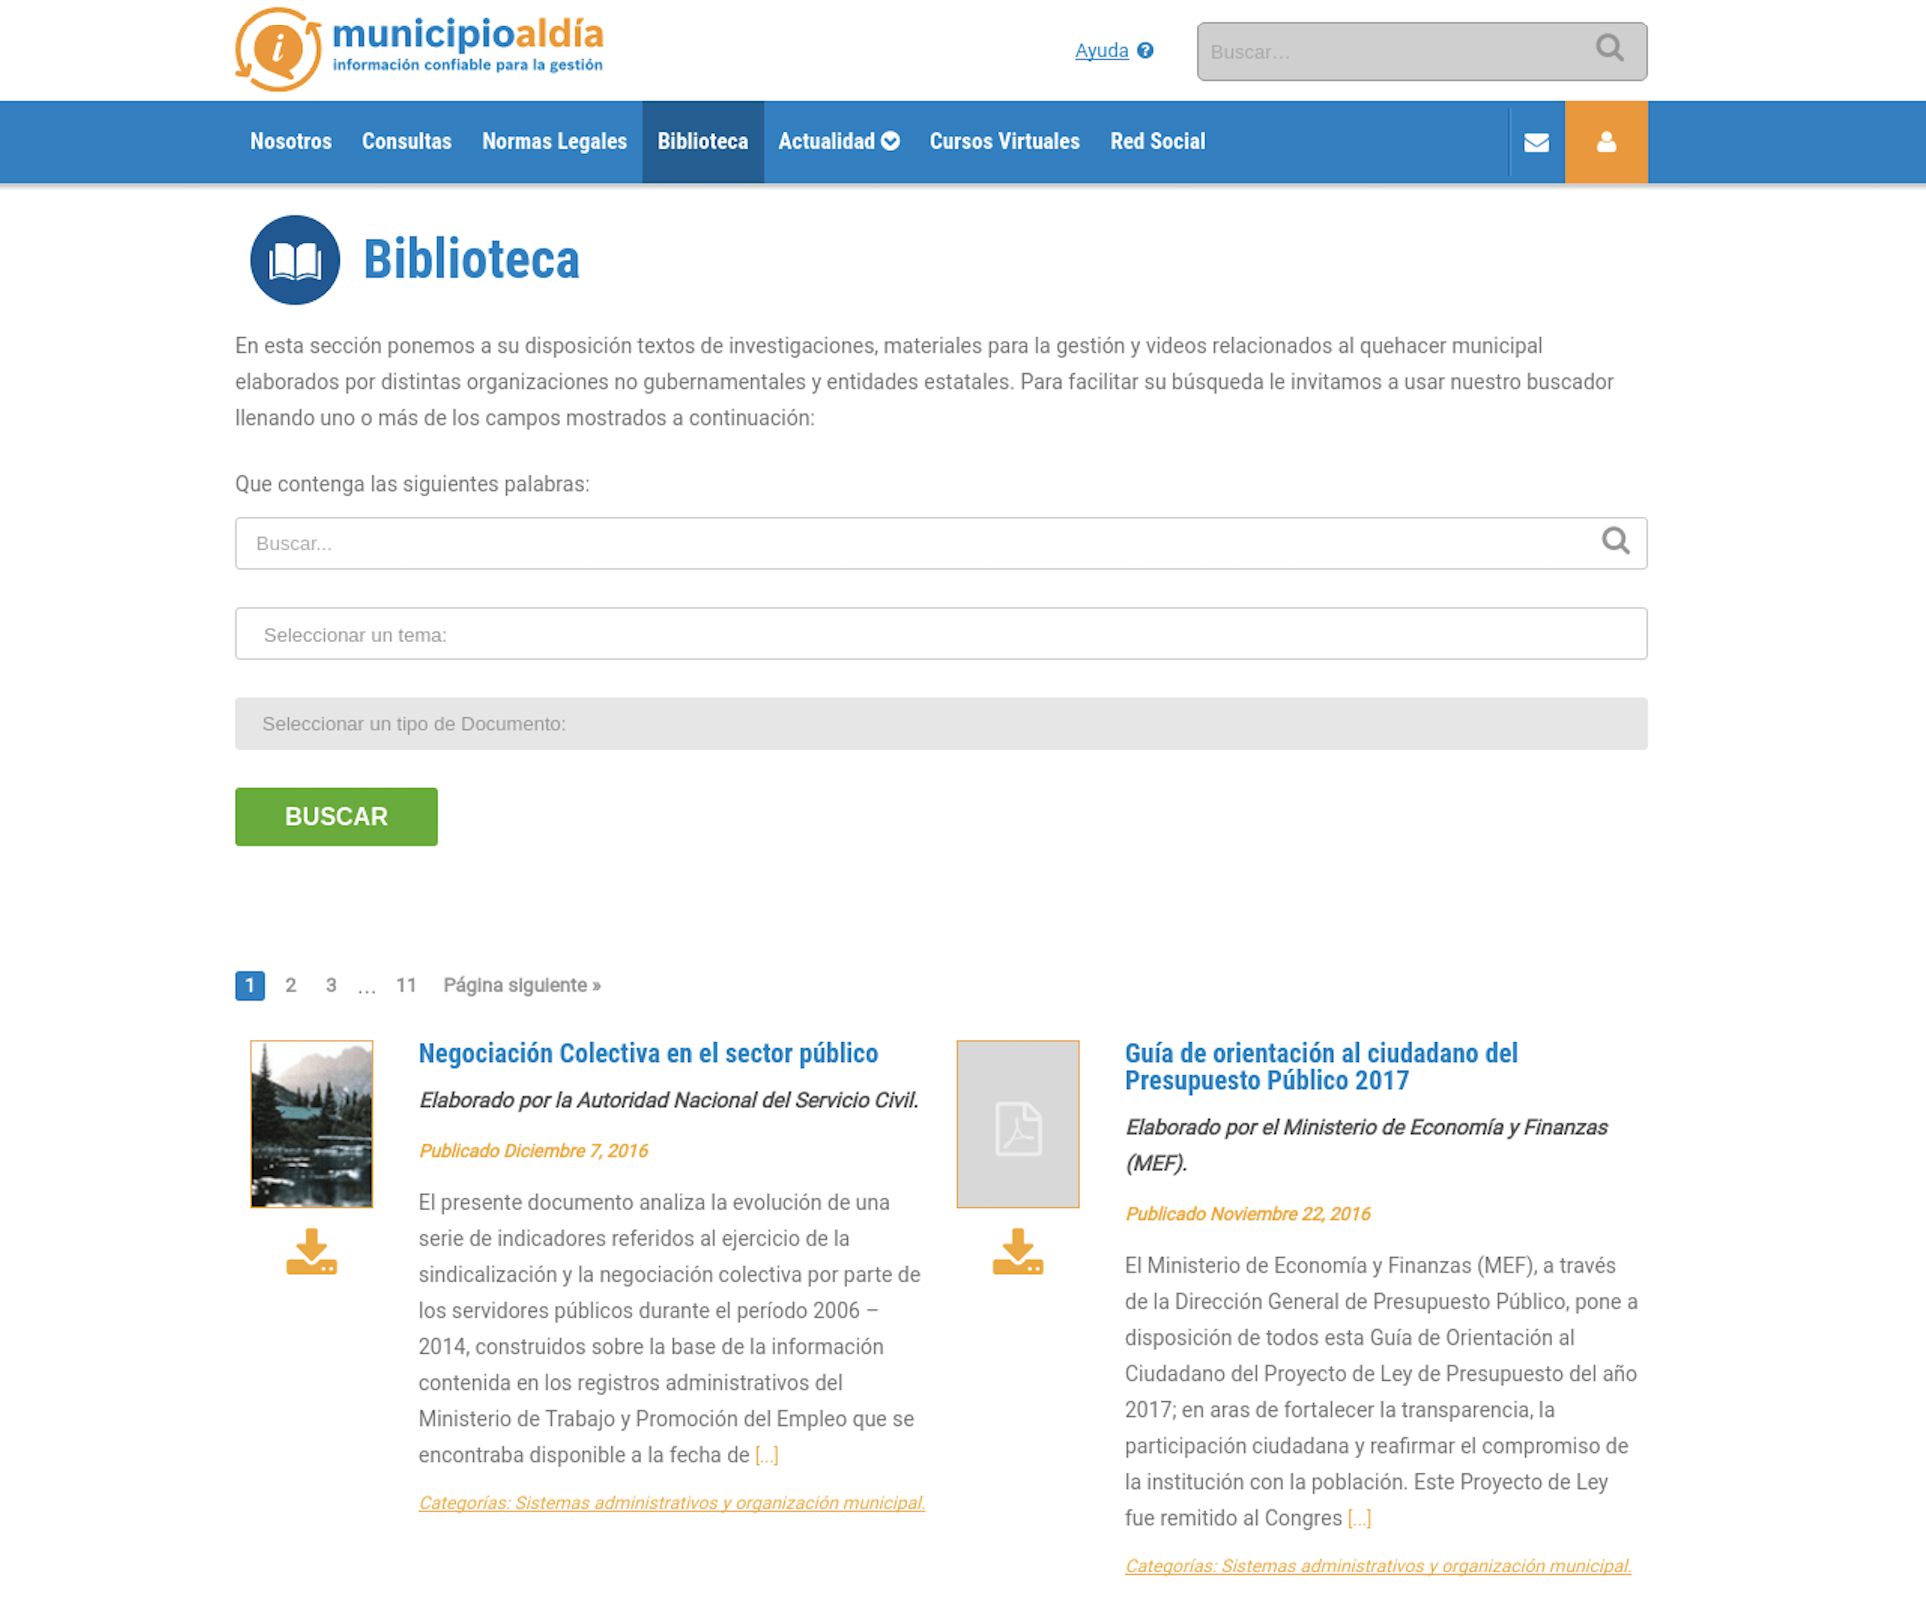 municipioaldía
información confiable para la gestión
Ayuda
Buscar...
Nosotros Consultas Normas Legales Biblioteca Actualidad Cursos Virtuales Red Social
Biblioteca
En esta sección ponemos a su disposición textos de investigaciones, materiales para la gestión y videos relacionados al quehacer municipal
elaborados por distintas organizaciones no gubernamentales y entidades estatales. Para facilitar su búsqueda le invitamos a usar nuestro buscador
llenando uno o más de los campos mostrados a continuación:
Que contenga las siguientes palabras:
Buscar...
Seleccionar un tema:
Seleccionar un tipo de Documento:
BUSCAR
1 2 3 ... 11 Página siguiente »
Negociación Colectiva en el sector público
Elaborado por la Autoridad Nacional del Servicio Civil.
Publicado Diciembre 7, 2016
El presente documento analiza la evolución de una
serie de indicadores referidos al ejercicio de la
sindicalización y la negociación colectiva por parte de
los servidores públicos durante el período 2006 –
2014, construidos sobre la base de la información
contenida en los registros administrativos del
Ministerio de Trabajo y Promoción del Empleo que se
encontraba disponible a la fecha de [...]
Categorías: Sistemas administrativos y organización municipal.
Guía de orientación al ciudadano del
Presupuesto Público 2017
Elaborado por el Ministerio de Economía y Finanzas
(MEF).
Publicado Noviembre 22, 2016
El Ministerio de Economía y Finanzas (MEF), a través
de la Dirección General de Presupuesto Público, pone a
disposición de todos esta Guía de Orientación al
Ciudadano del Proyecto de Ley de Presupuesto del año
2017; en aras de fortalecer la transparencia, la
participación ciudadana y reafirmar el compromiso de
la institución con la población. Este Proyecto de Ley
fue remitido al Congres [...]
Categorías: Sistemas administrativos y organización municipal.